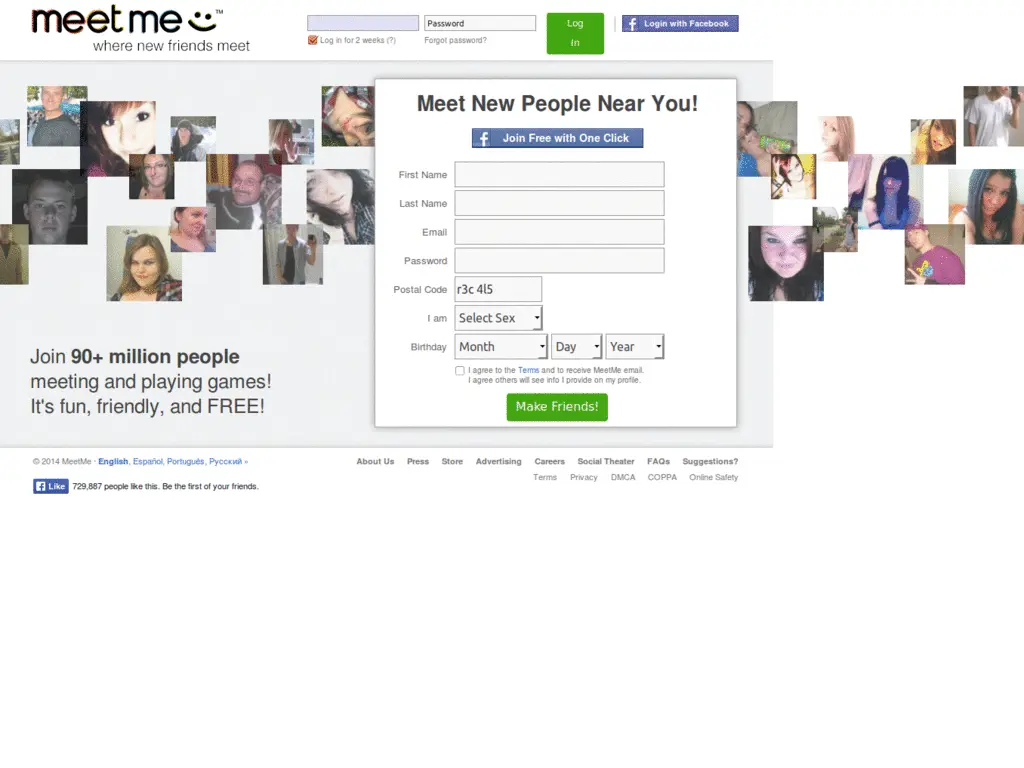 meet me ™
where new friends meet
Password
Log in for 2 weeks (?)
Forgot password?
Log
In
Login with Facebook
Meet New People Near You!
Join Free with One Click
First Name
Last Name
Email
Password
Postal Code r3c 4l5
I am Select Sex
Birthday Month Day Year
I agree to the Terms and to receive MeetMe email.
I agree others will see info I provide on my profile.
Make Friends!
Join 90+ million people
meeting and playing games!
It's fun, friendly, and FREE!
© 2014 MeetMe · English, Español, Português, Русский »
About Us Press Store Advertising Careers Social Theater FAQs Suggestions?
Terms Privacy DMCA COPPA Online Safety
Like 729,887 people like this. Be the first of your friends.